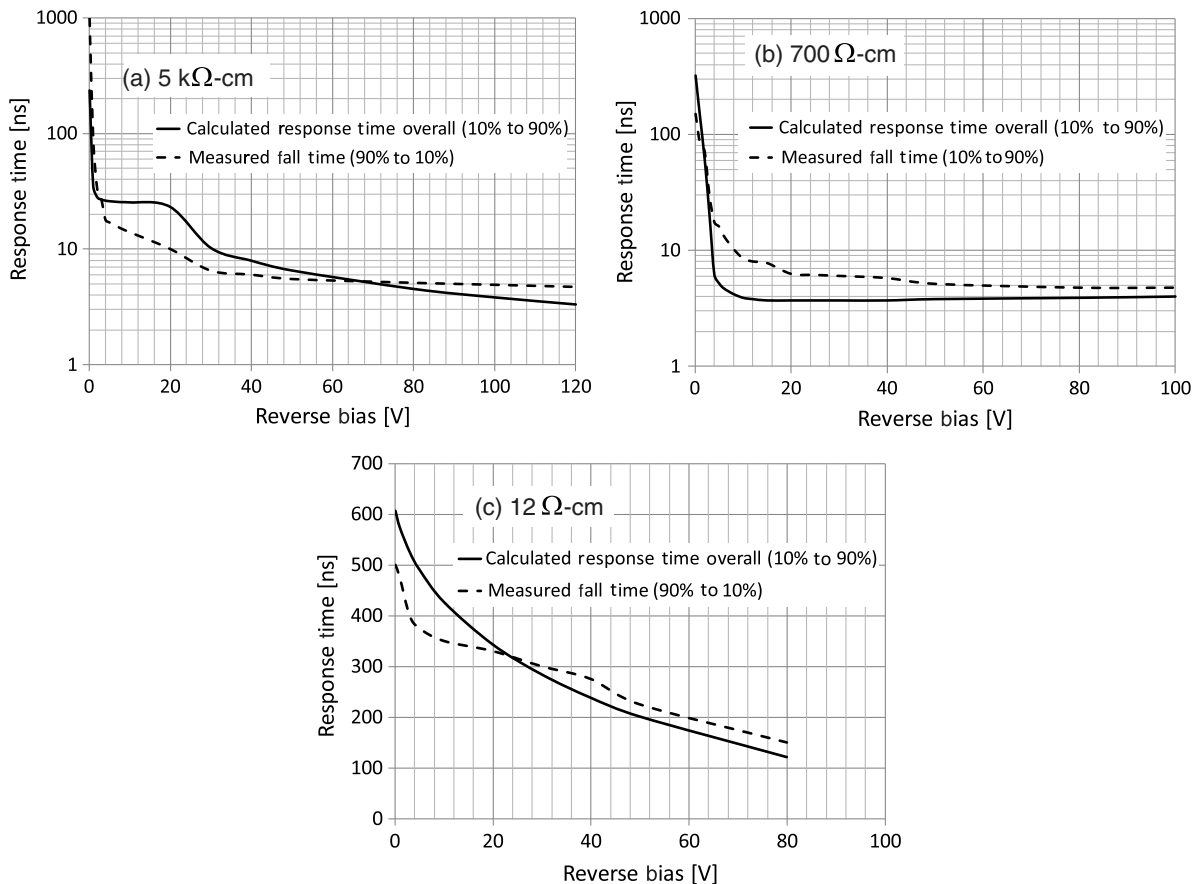 (a) 5 kΩ-cm
Response time [ns]
1000
100
10
1
Calculated response time overall (10% to 90%)
Measured fall time (90% to 10%)
0 20 40 60 80 100 120
Reverse bias [V]
(b) 700 Ω-cm
Response time [ns]
1000
100
10
1
Calculated response time overall (10% to 90%)
Measured fall time (10% to 90%)
0 20 40 60 80 100
Reverse bias [V]
(c) 12 Ω-cm
Response time [ns]
700
600
500
400
300
200
100
0
Calculated response time overall (10% to 90%)
Measured fall time (90% to 10%)
0 20 40 60 80 100
Reverse bias [V]